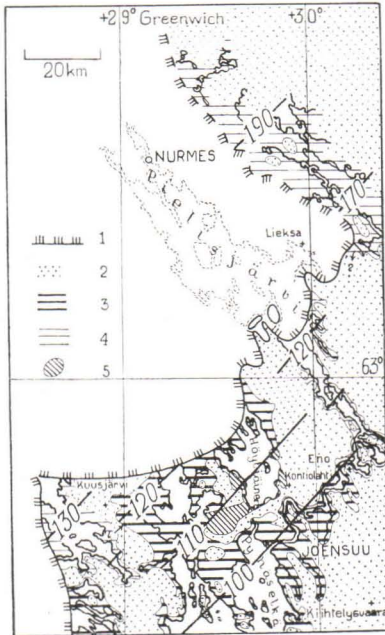 +29° Greenwich +30°
20km
190
NURMES
170
Pielisjärvi
Lieksa
1
2
3
4
5
120
63°
Höytiäinen
Eno
Kuusjärvi
Kontiolahti
130
120
110
JOENSUU
100
Kiihtelysvaara